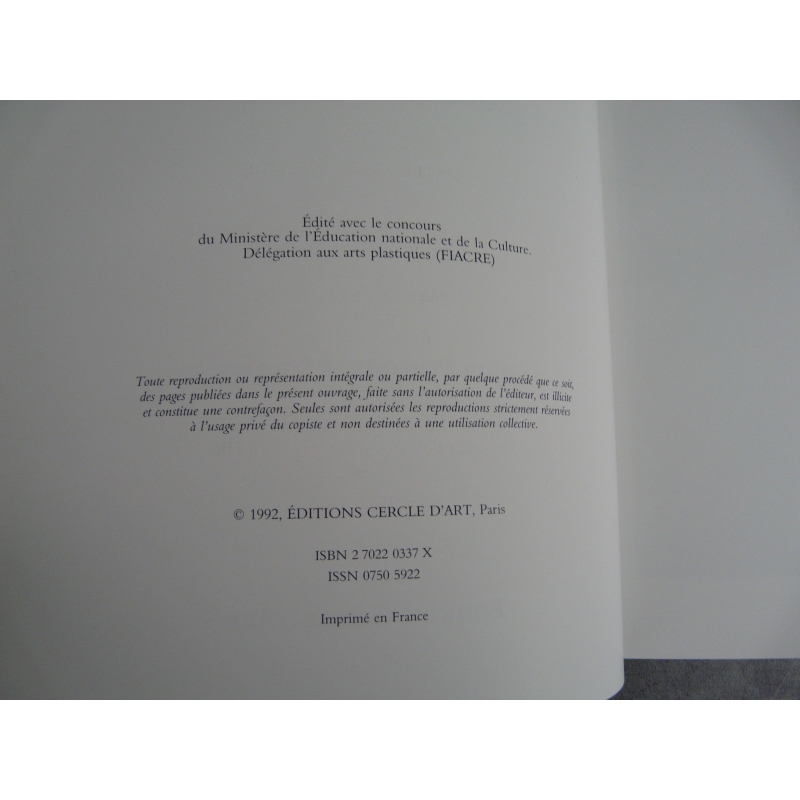 Édité avec le concours
du Ministère de l'Éducation nationale et de la Culture.
Délégation aux arts plastiques (FIACRE)
Toute reproduction ou représentation intégrale ou partielle, par quelque procédé que ce soit,
des pages publiées dans le présent ouvrage, faite sans l'autorisation de l'éditeur, est illicite
et constitue une contrefaçon. Seules sont autorisées les reproductions strictement réservées
à l'usage privé du copiste et non destinées à une utilisation collective.
© 1992, ÉDITIONS CERCLE D'ART, Paris
ISBN 2 7022 0337 X
ISSN 0750 5922
Imprimé en France